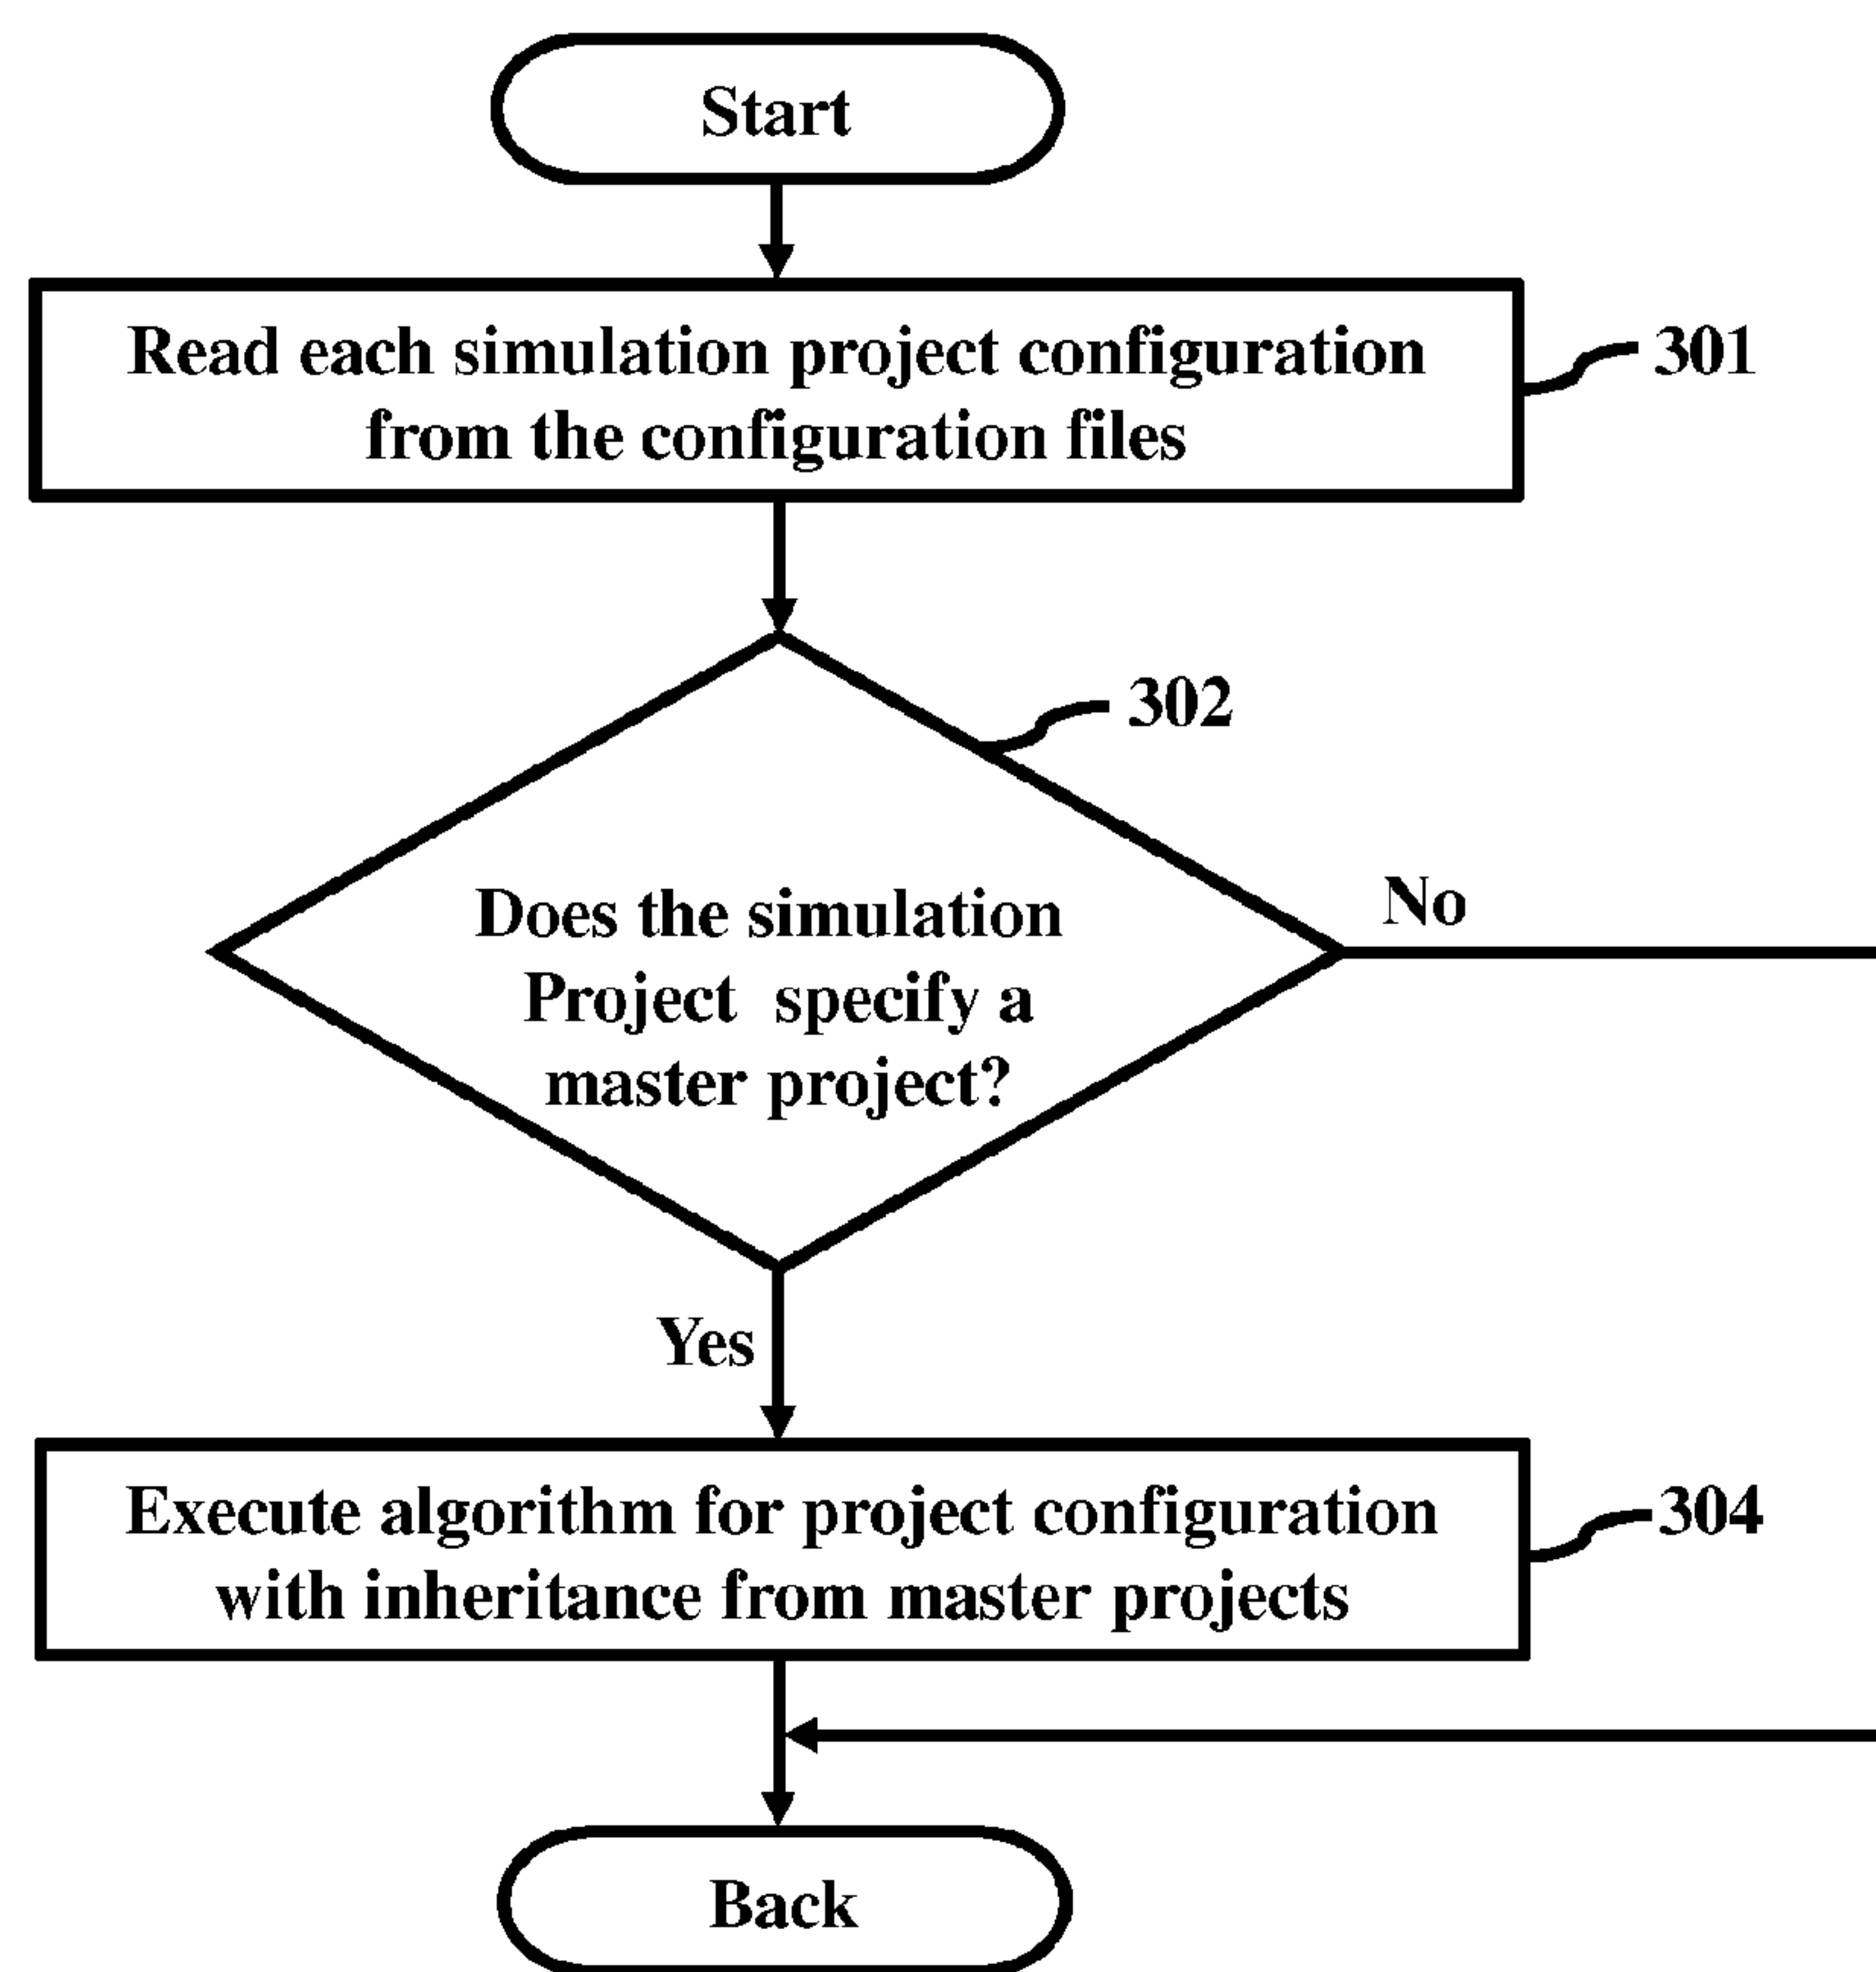 Start
Read each simulation project configuration
from the configuration files
301
302
Does the simulation
Project specify a
master project?
No
Yes
Execute algorithm for project configuration
with inheritance from master projects
304
Back